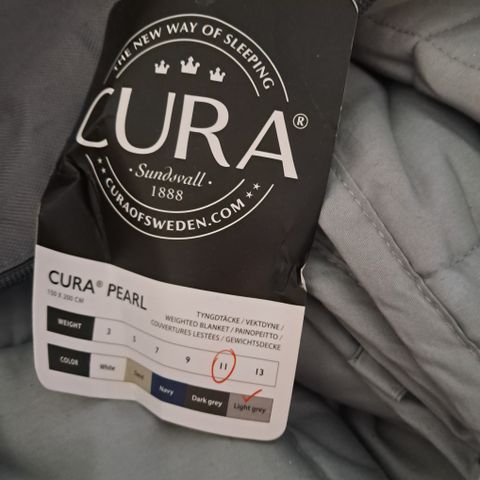 THE NEW WAY OF SLEEPING
CURA®
· Sundsvall ·
1888
★★ CURAOFSWEDEN.COM ★★
CURA® PEARL
150 X 200 CM
TYNGDTÄCKE / VEKTDYNE /
WEIGHTED BLANKET / PAINOPEITTO /
COUVERTURES LESTÉES / GEWICHTSDECKE
WEIGHT 3 5 7 9 11 13
COLOR White Navy Dark grey Light grey